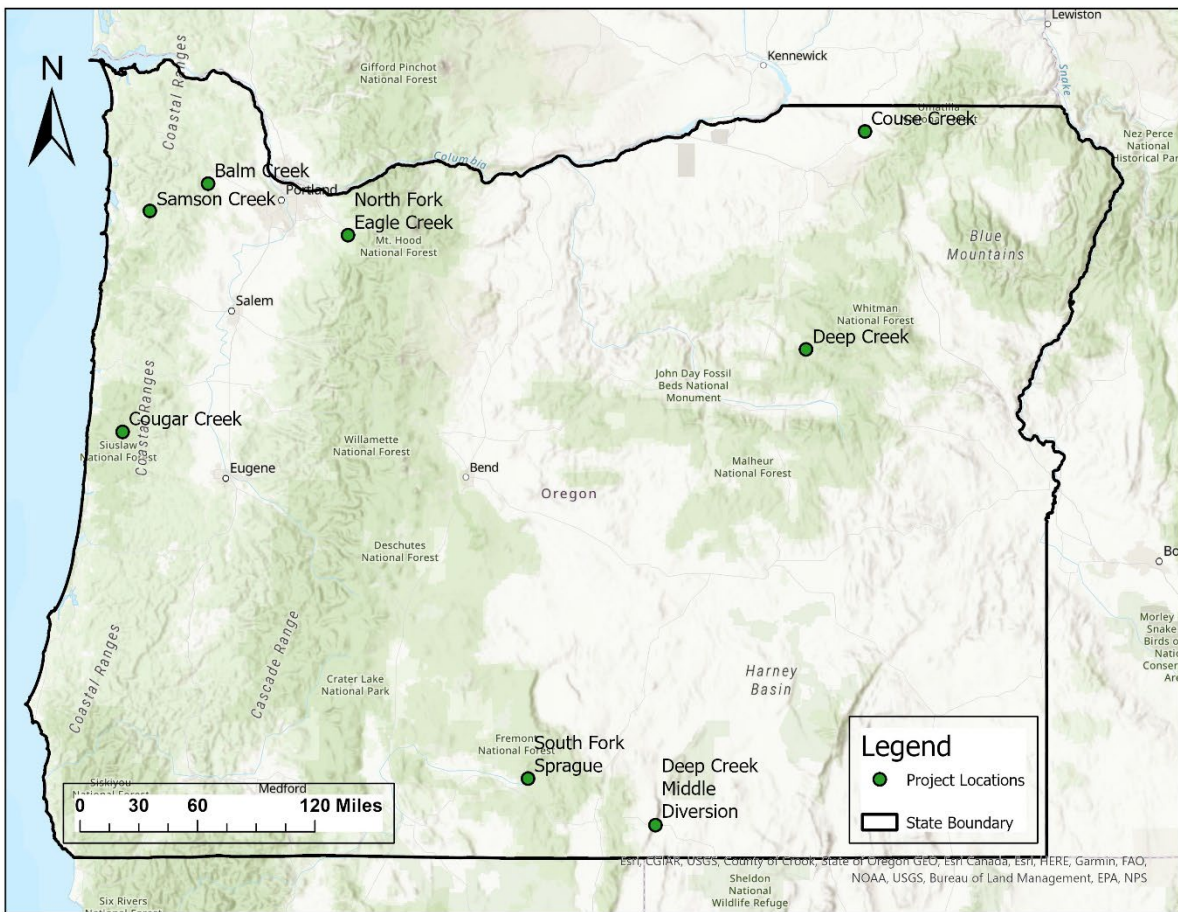 Lewiston
Kennewick
Gifford Pinchot
National Forest
N
Coastal Ranges
Snake
Umatilla
Couse Creek
Nez Perce
National
Historical Par
Columbia
Balm Creek
Portland
Samson Creek
North Fork
Eagle Creek
Mt. Hood
National Forest
Blue
Mountains
Salem
Whitman
National Forest
Deep Creek
John Day Fossil
Beds National
Monument
Coastal Ranges
Cougar Creek
Siuslaw
National Forest
Willamette
National Forest
Eugene
Bend
Malheur
National Forest
Oregon
Deschutes
National Forest
Bo
Morley
Snake
Birds of
Natio
Conser
Are
Coastal Ranges
Cascade Range
Crater Lake
National Park
Harney
Basin
Fremont
National Forest
South Fork
Sprague
Deep Creek
Middle
Diversion
Legend
Project Locations
State Boundary
Siskiyou
National Forest
Medford
0 30 60 120 Miles
Esri, CGIAR, USGS, County of Crook, State of Oregon GEO, Esri Canada, Esri, HERE, Garmin, FAO,
NOAA, USGS, Bureau of Land Management, EPA, NPS
Sheldon
National
Wildlife Refuge
Six Rivers
National Forest